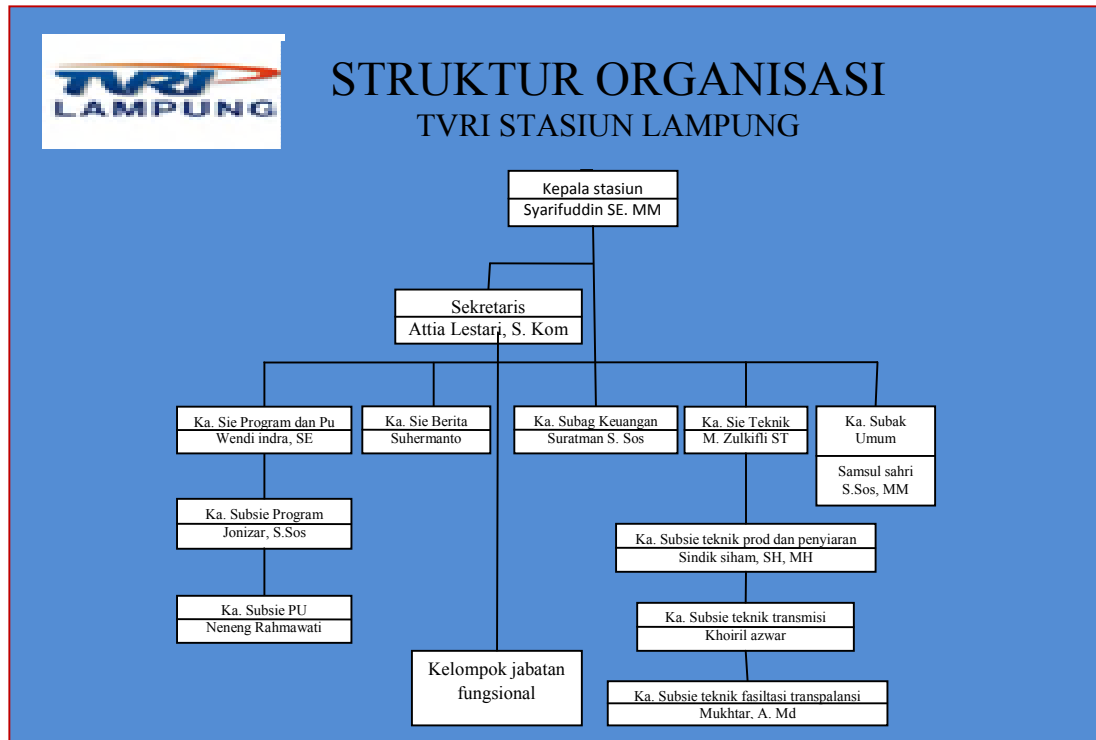 TVRI
LAMPUNG
STRUKTUR ORGANISASI
TVRI STASIUN LAMPUNG
Kepala stasiun
Syarifuddin SE. MM
Sekretaris
Attia Lestari, S. Kom
Ka. Sie Program dan Pu
Wendi indra, SE
Ka. Sie Berita
Suhermanto
Ka. Subag Keuangan
Suratman S. Sos
Ka. Sie Teknik
M. Zulkifli ST
Ka. Subak
Umum
Samsul sahri
S.Sos, MM
Ka. Subsie Program
Jonizar, S.Sos
Ka. Subsie teknik prod dan penyiaran
Sindik siham, SH, MH
Ka. Subsie PU
Neneng Rahmawati
Ka. Subsie teknik transmisi
Khoiril azwar
Kelompok jabatan
fungsional
Ka. Subsie teknik fasiltasi transpalansi
Mukhtar, A. Md